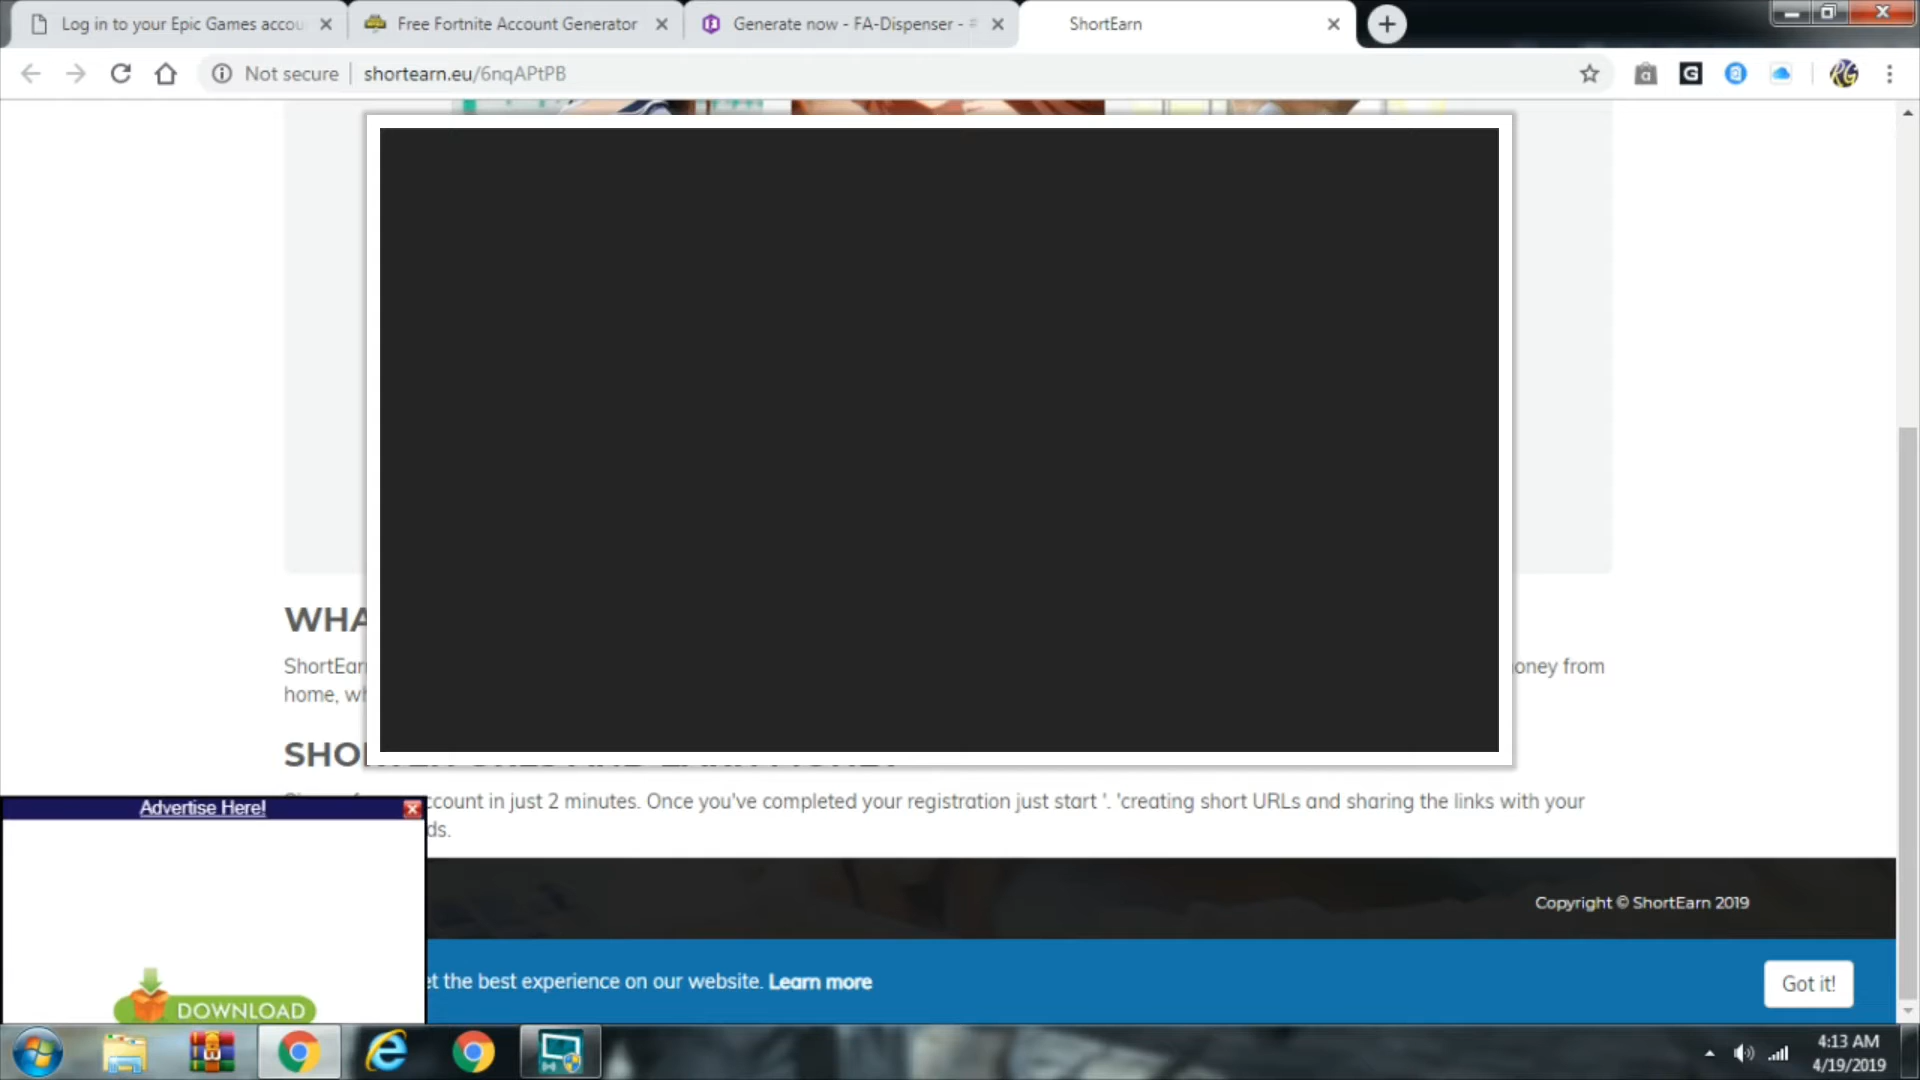 Log in to your Epic Games accou
Free Fortnite Account Generator
Generate now - FA-Dispenser - #
ShortEarn
Not secure
shortearn.eu/6nqAPtPB
WHA
ShortEar
oney from
home, wh
SHO
ccount in just 2 minutes. Once you've completed your registration just start '. 'creating short URLs and sharing the links with your
ds.
Advertise Here!
DOWNLOAD
Copyright © ShortEarn 2019
et the best experience on our website. Learn more
Got it!
4:13 AM
4/19/2019